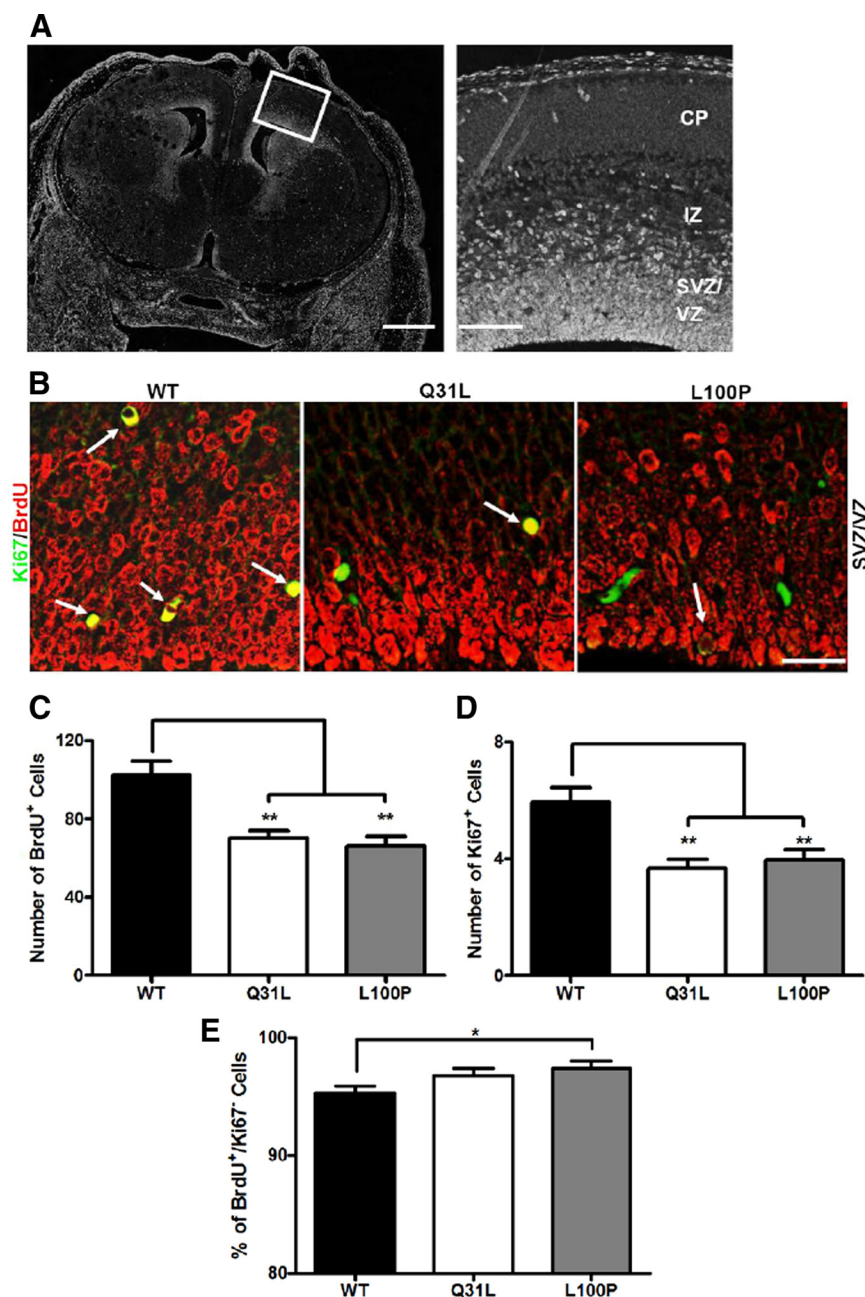 A
CP
IZ
SVZ/
VZ
B
WT
Q31L
L100P
Ki67/BrdU
SVZ/VZ
C
Number of BrdU⁺ Cells
120
80
40
0
**
**
WT
Q31L
L100P
D
Number of Ki67⁺ Cells
8
4
0
**
**
WT
Q31L
L100P
E
% of BrdU⁺/Ki67⁻ Cells
100
90
80
*
WT
Q31L
L100P